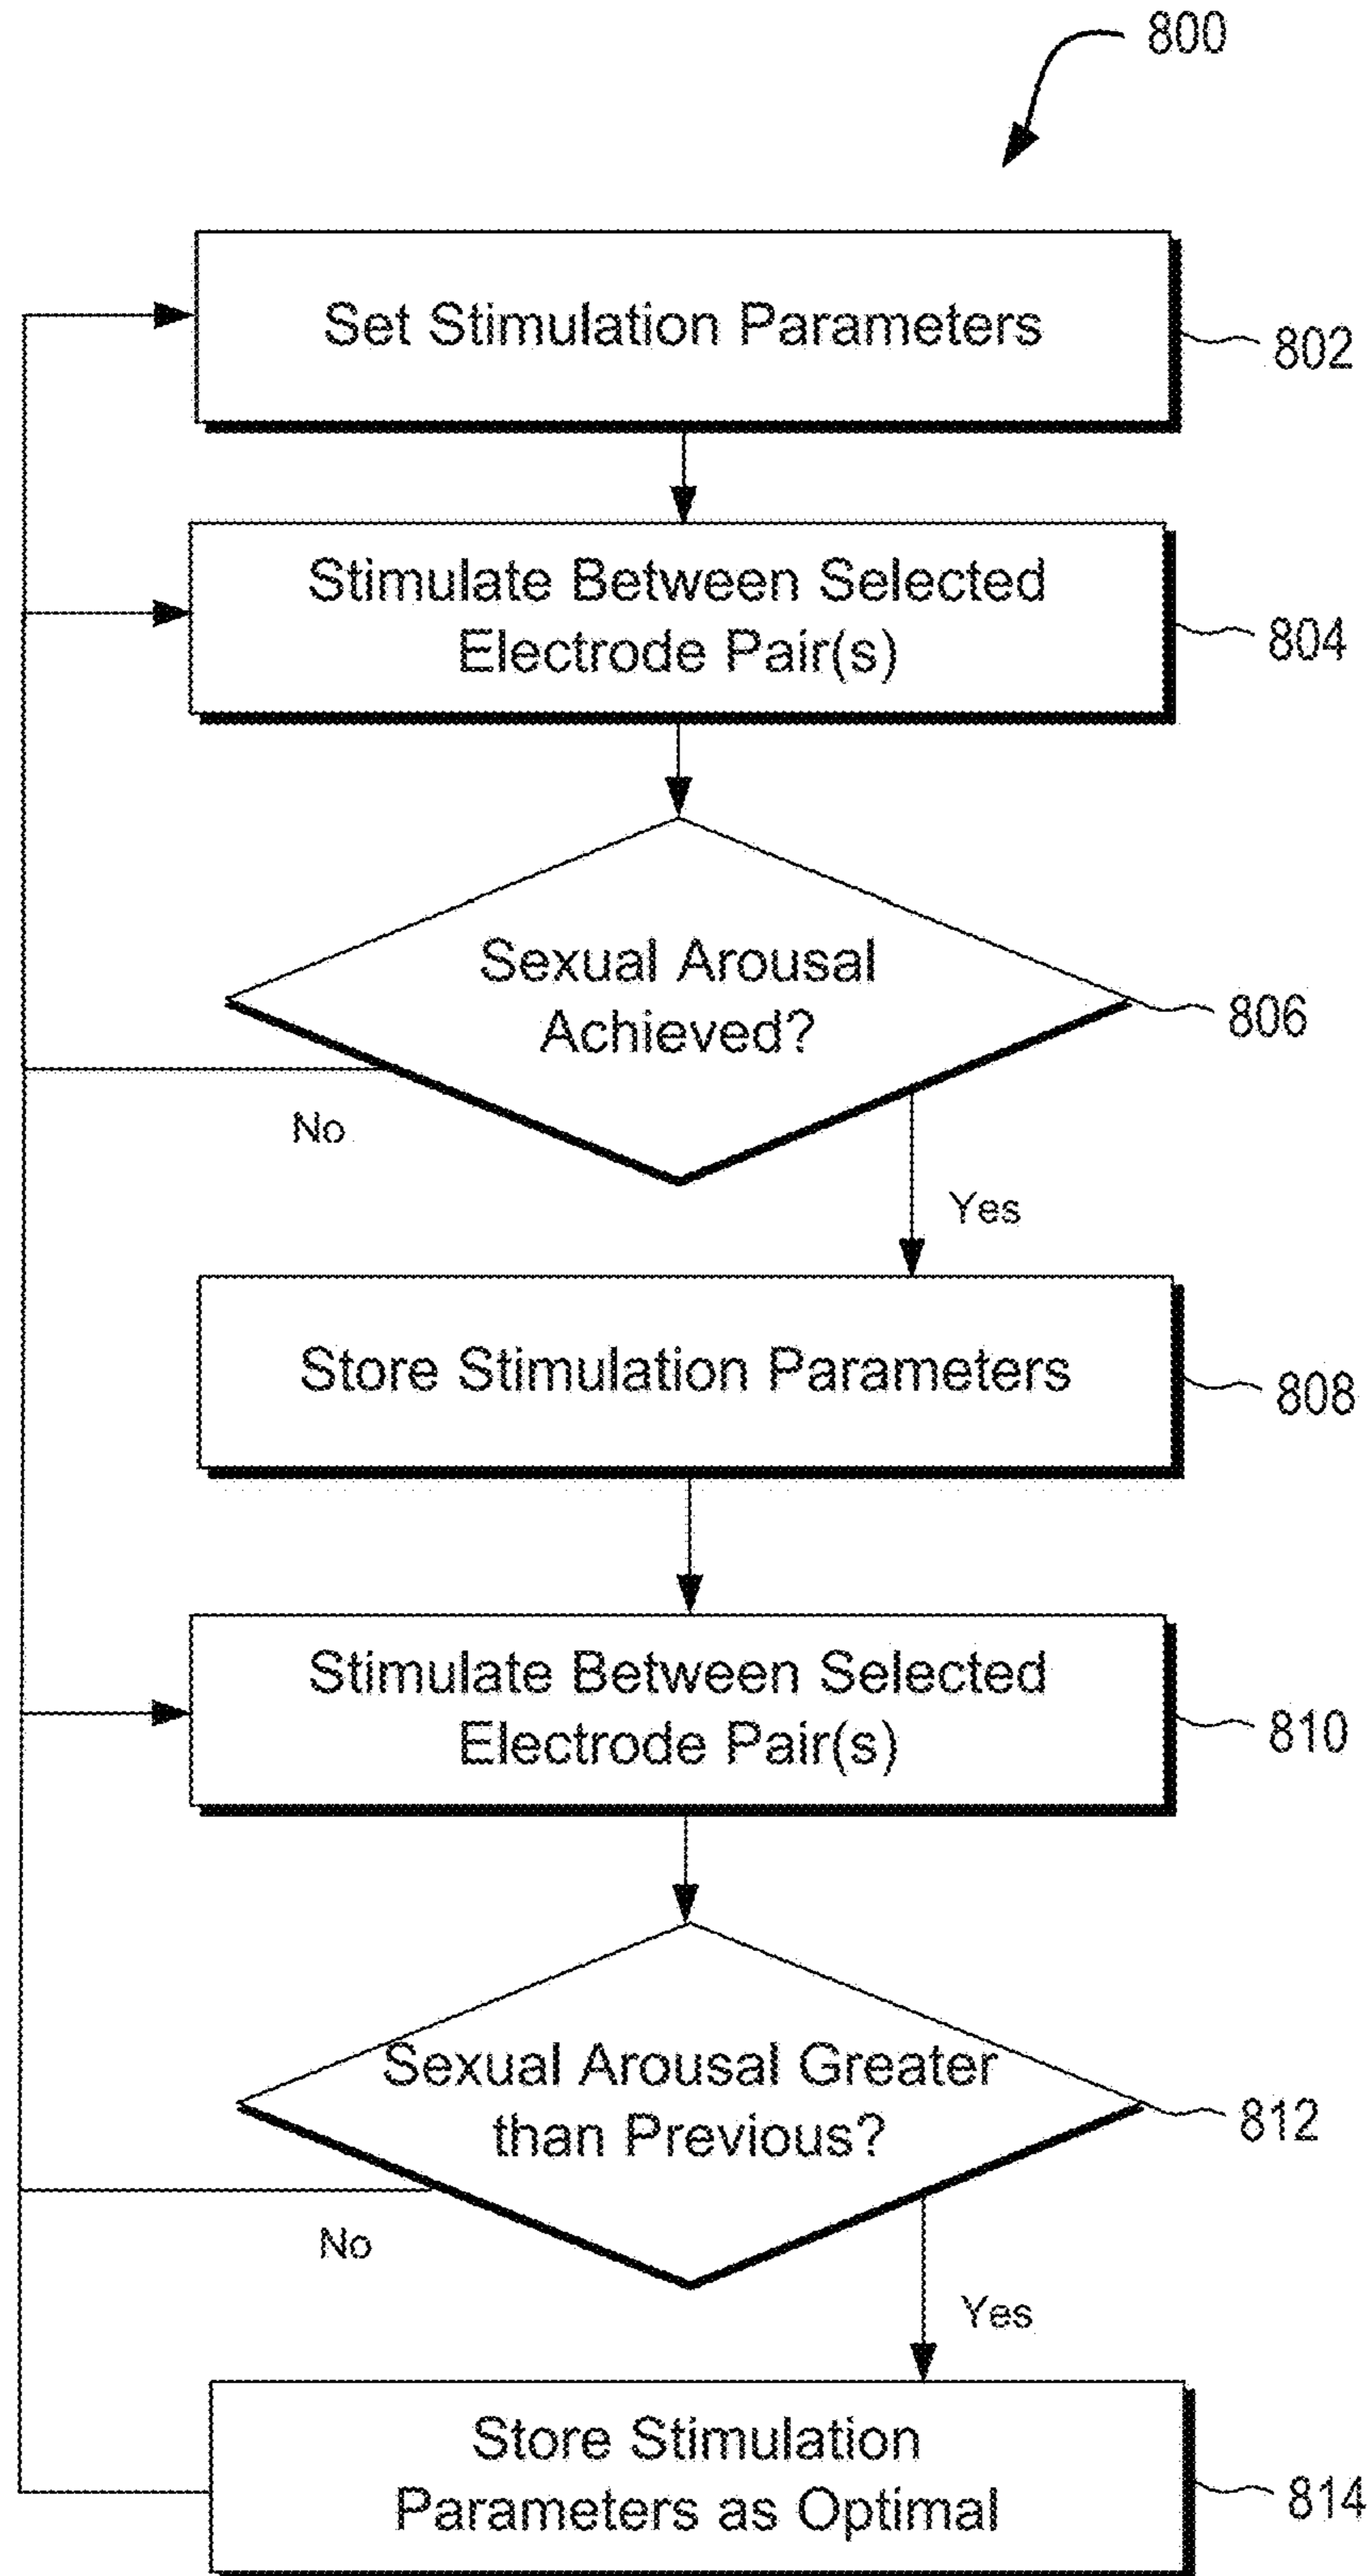 800
Set Stimulation Parameters
802
Stimulate Between Selected
Electrode Pair(s)
804
Sexual Arousal
Achieved?
806
No
Yes
Store Stimulation Parameters
808
Stimulate Between Selected
Electrode Pair(s)
810
Sexual Arousal Greater
than Previous?
812
No
Yes
Store Stimulation
Parameters as Optimal
814